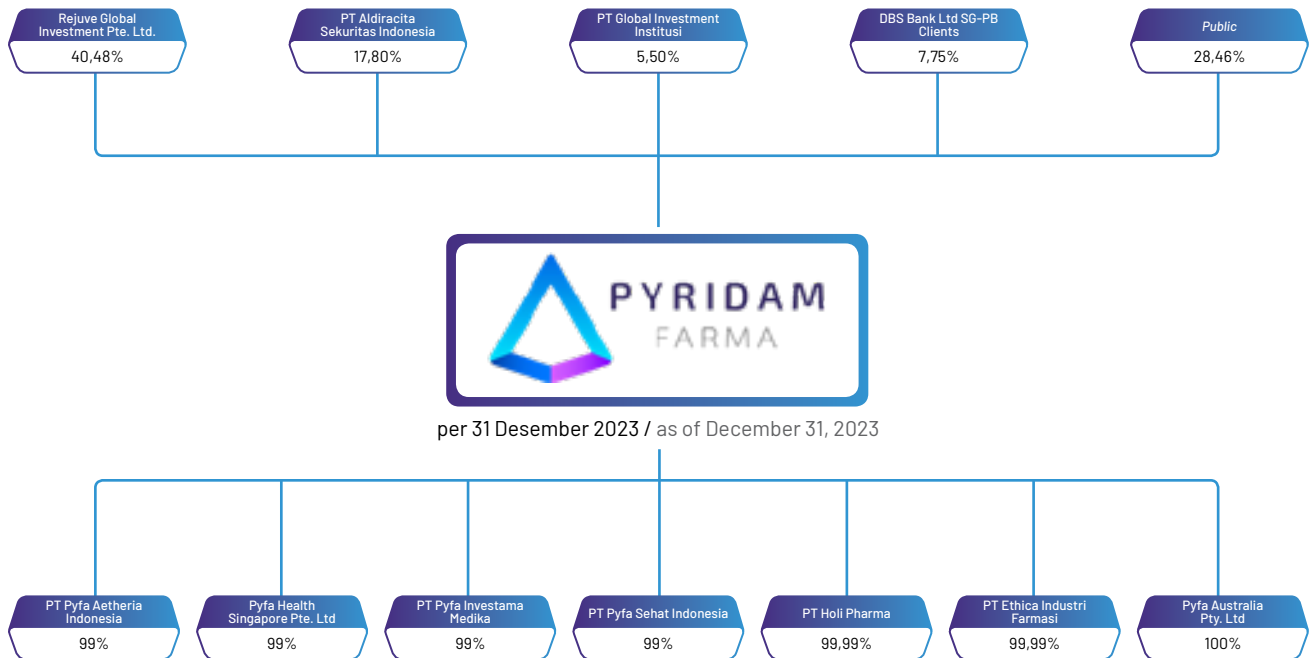 Rejuve Global
Investment Pte. Ltd.
40,48%
PT Aldiracita
Sekuritas Indonesia
17,80%
PT Global Investment
Institusi
5,50%
DBS Bank Ltd SG-PB
Clients
7,75%
Public
28,46%
PYRIDAM
FARMA
per 31 Desember 2023 / as of December 31, 2023
PT Pyfa Aetheria
Indonesia
99%
Pyfa Health
Singapore Pte. Ltd
99%
PT Pyfa Investama
Medika
99%
PT Pyfa Sehat Indonesia
99%
PT Holi Pharma
99,99%
PT Ethica Industri
Farmasi
99,99%
Pyfa Australia
Pty. Ltd
100%